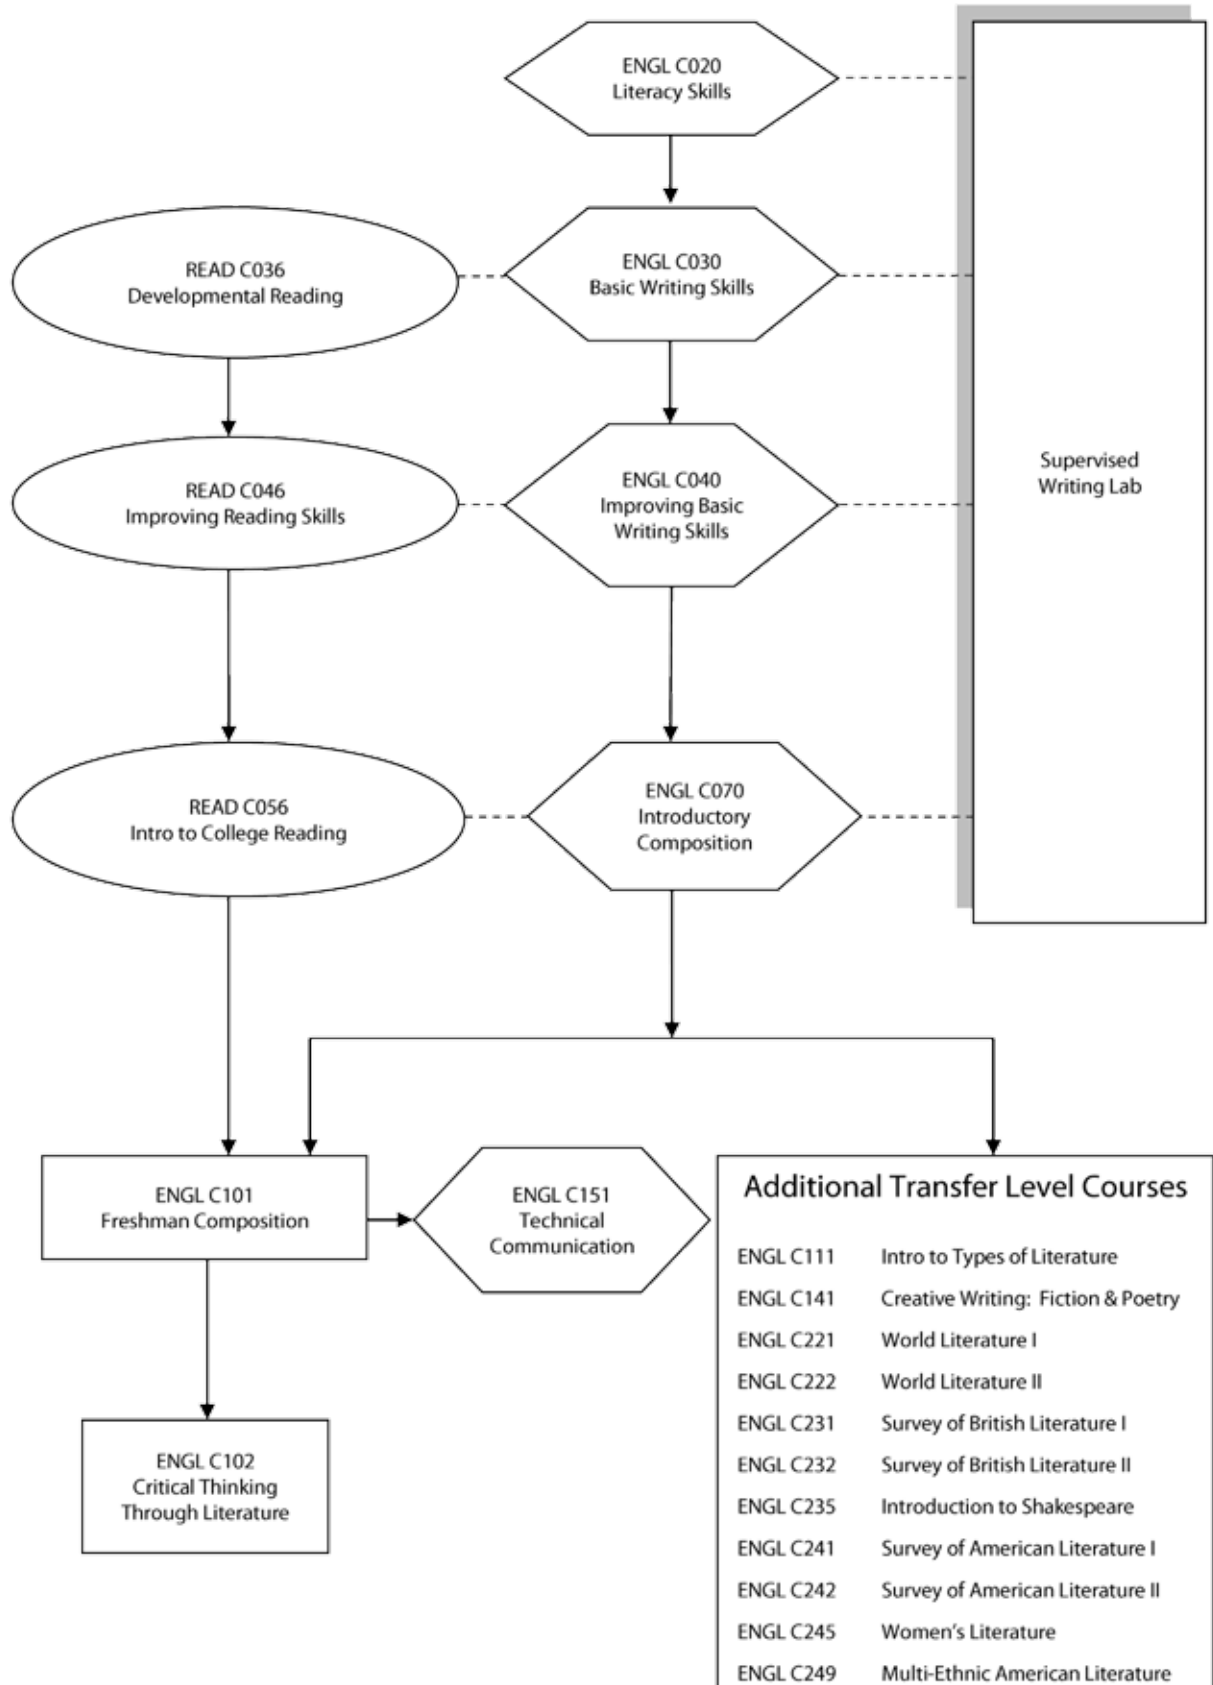 ENGL C020
Literacy Skills
READ C036
Developmental Reading
ENGL C030
Basic Writing Skills
READ C046
Improving Reading Skills
ENGL C040
Improving Basic
Writing Skills
Supervised
Writing Lab
READ C056
Intro to College Reading
ENGL C070
Introductory
Composition
ENGL C101
Freshman Composition
ENGL C151
Technical
Communication
ENGL C102
Critical Thinking
Through Literature
Additional Transfer Level Courses
ENGL C111 Intro to Types of Literature
ENGL C141 Creative Writing: Fiction & Poetry
ENGL C221 World Literature I
ENGL C222 World Literature II
ENGL C231 Survey of British Literature I
ENGL C232 Survey of British Literature II
ENGL C235 Introduction to Shakespeare
ENGL C241 Survey of American Literature I
ENGL C242 Survey of American Literature II
ENGL C245 Women's Literature
ENGL C249 Multi-Ethnic American Literature